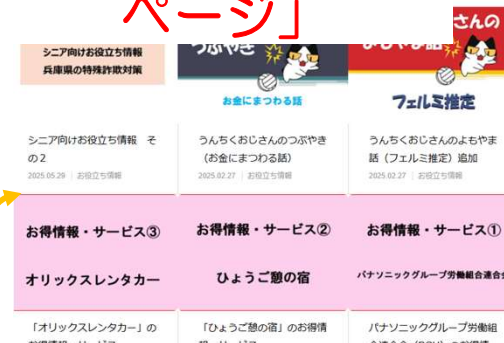 ページ」
シニア向けお役立ち情報
兵庫県の特殊詐欺対策
つぶやき
お金にまつわる話
さんの
フェルミ推定
シニア向けお役立ち情報 そ
の2
2025.05.29 | お役立ち情報
うんちくおじさんのつぶやき
(お金にまつわる話)
2025.02.27 | お役立ち情報
うんちくおじさんのよもやま
話(フェルミ推定)追加
2025.02.27 | お役立ち情報
お得情報・サービス③
オリックスレンタカー
お得情報・サービス②
ひょうご憩の宿
お得情報・サービス①
パナソニックグループ労働組合連合会
「オリックスレンタカー」の
「ひょうご憩の宿」のお得情
パナソニックグループ労働組